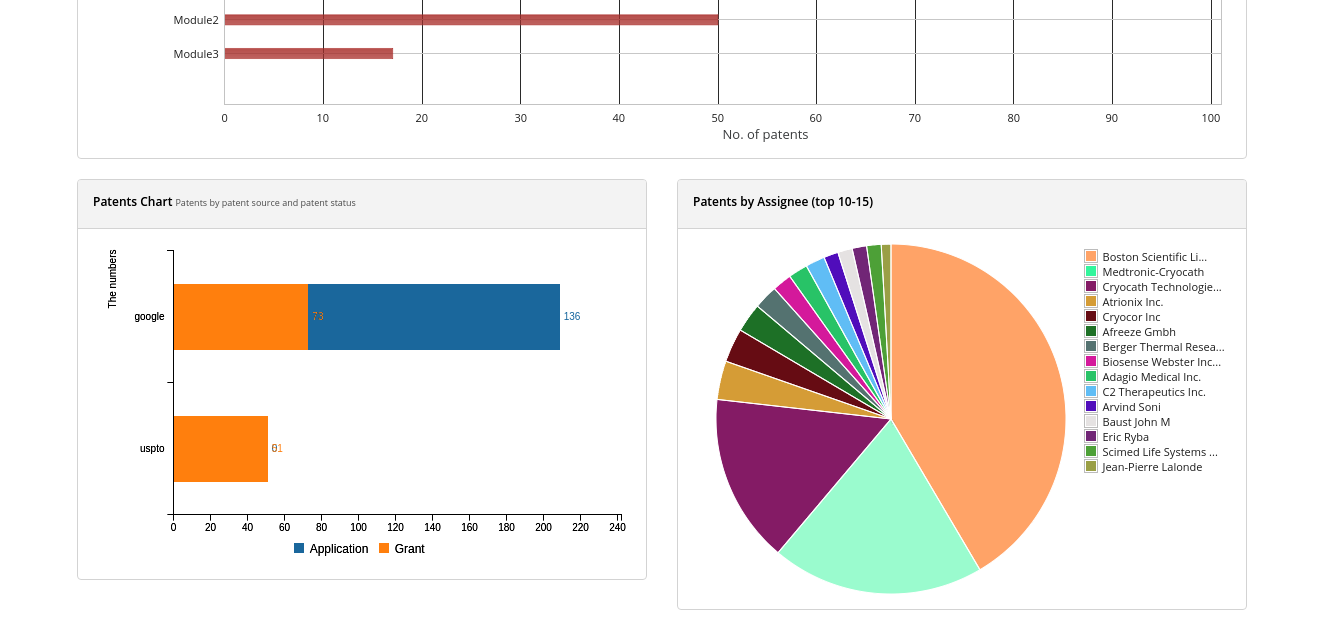 Module2
Module3
0 10 20 30 40 50 60 70 80 90 100
No. of patents
Patents Chart Patents by patent source and patent status
The numbers
google
73
136
uspto
0 20 40 60 80 100 120 140 160 180 200 220 240
Application Grant
Patents by Assignee (top 10-15)
Boston Scientific Li...
Medtronic-Cryocath
Cryocath Technologie...
Atrionix Inc.
Cryocor Inc
Afreeze Gmbh
Berger Thermal Resea...
Biosense Webster Inc...
Adagio Medical Inc.
C2 Therapeutics Inc.
Arvind Soni
Baust John M
Eric Ryba
Scimed Life Systems ...
Jean-Pierre Lalonde